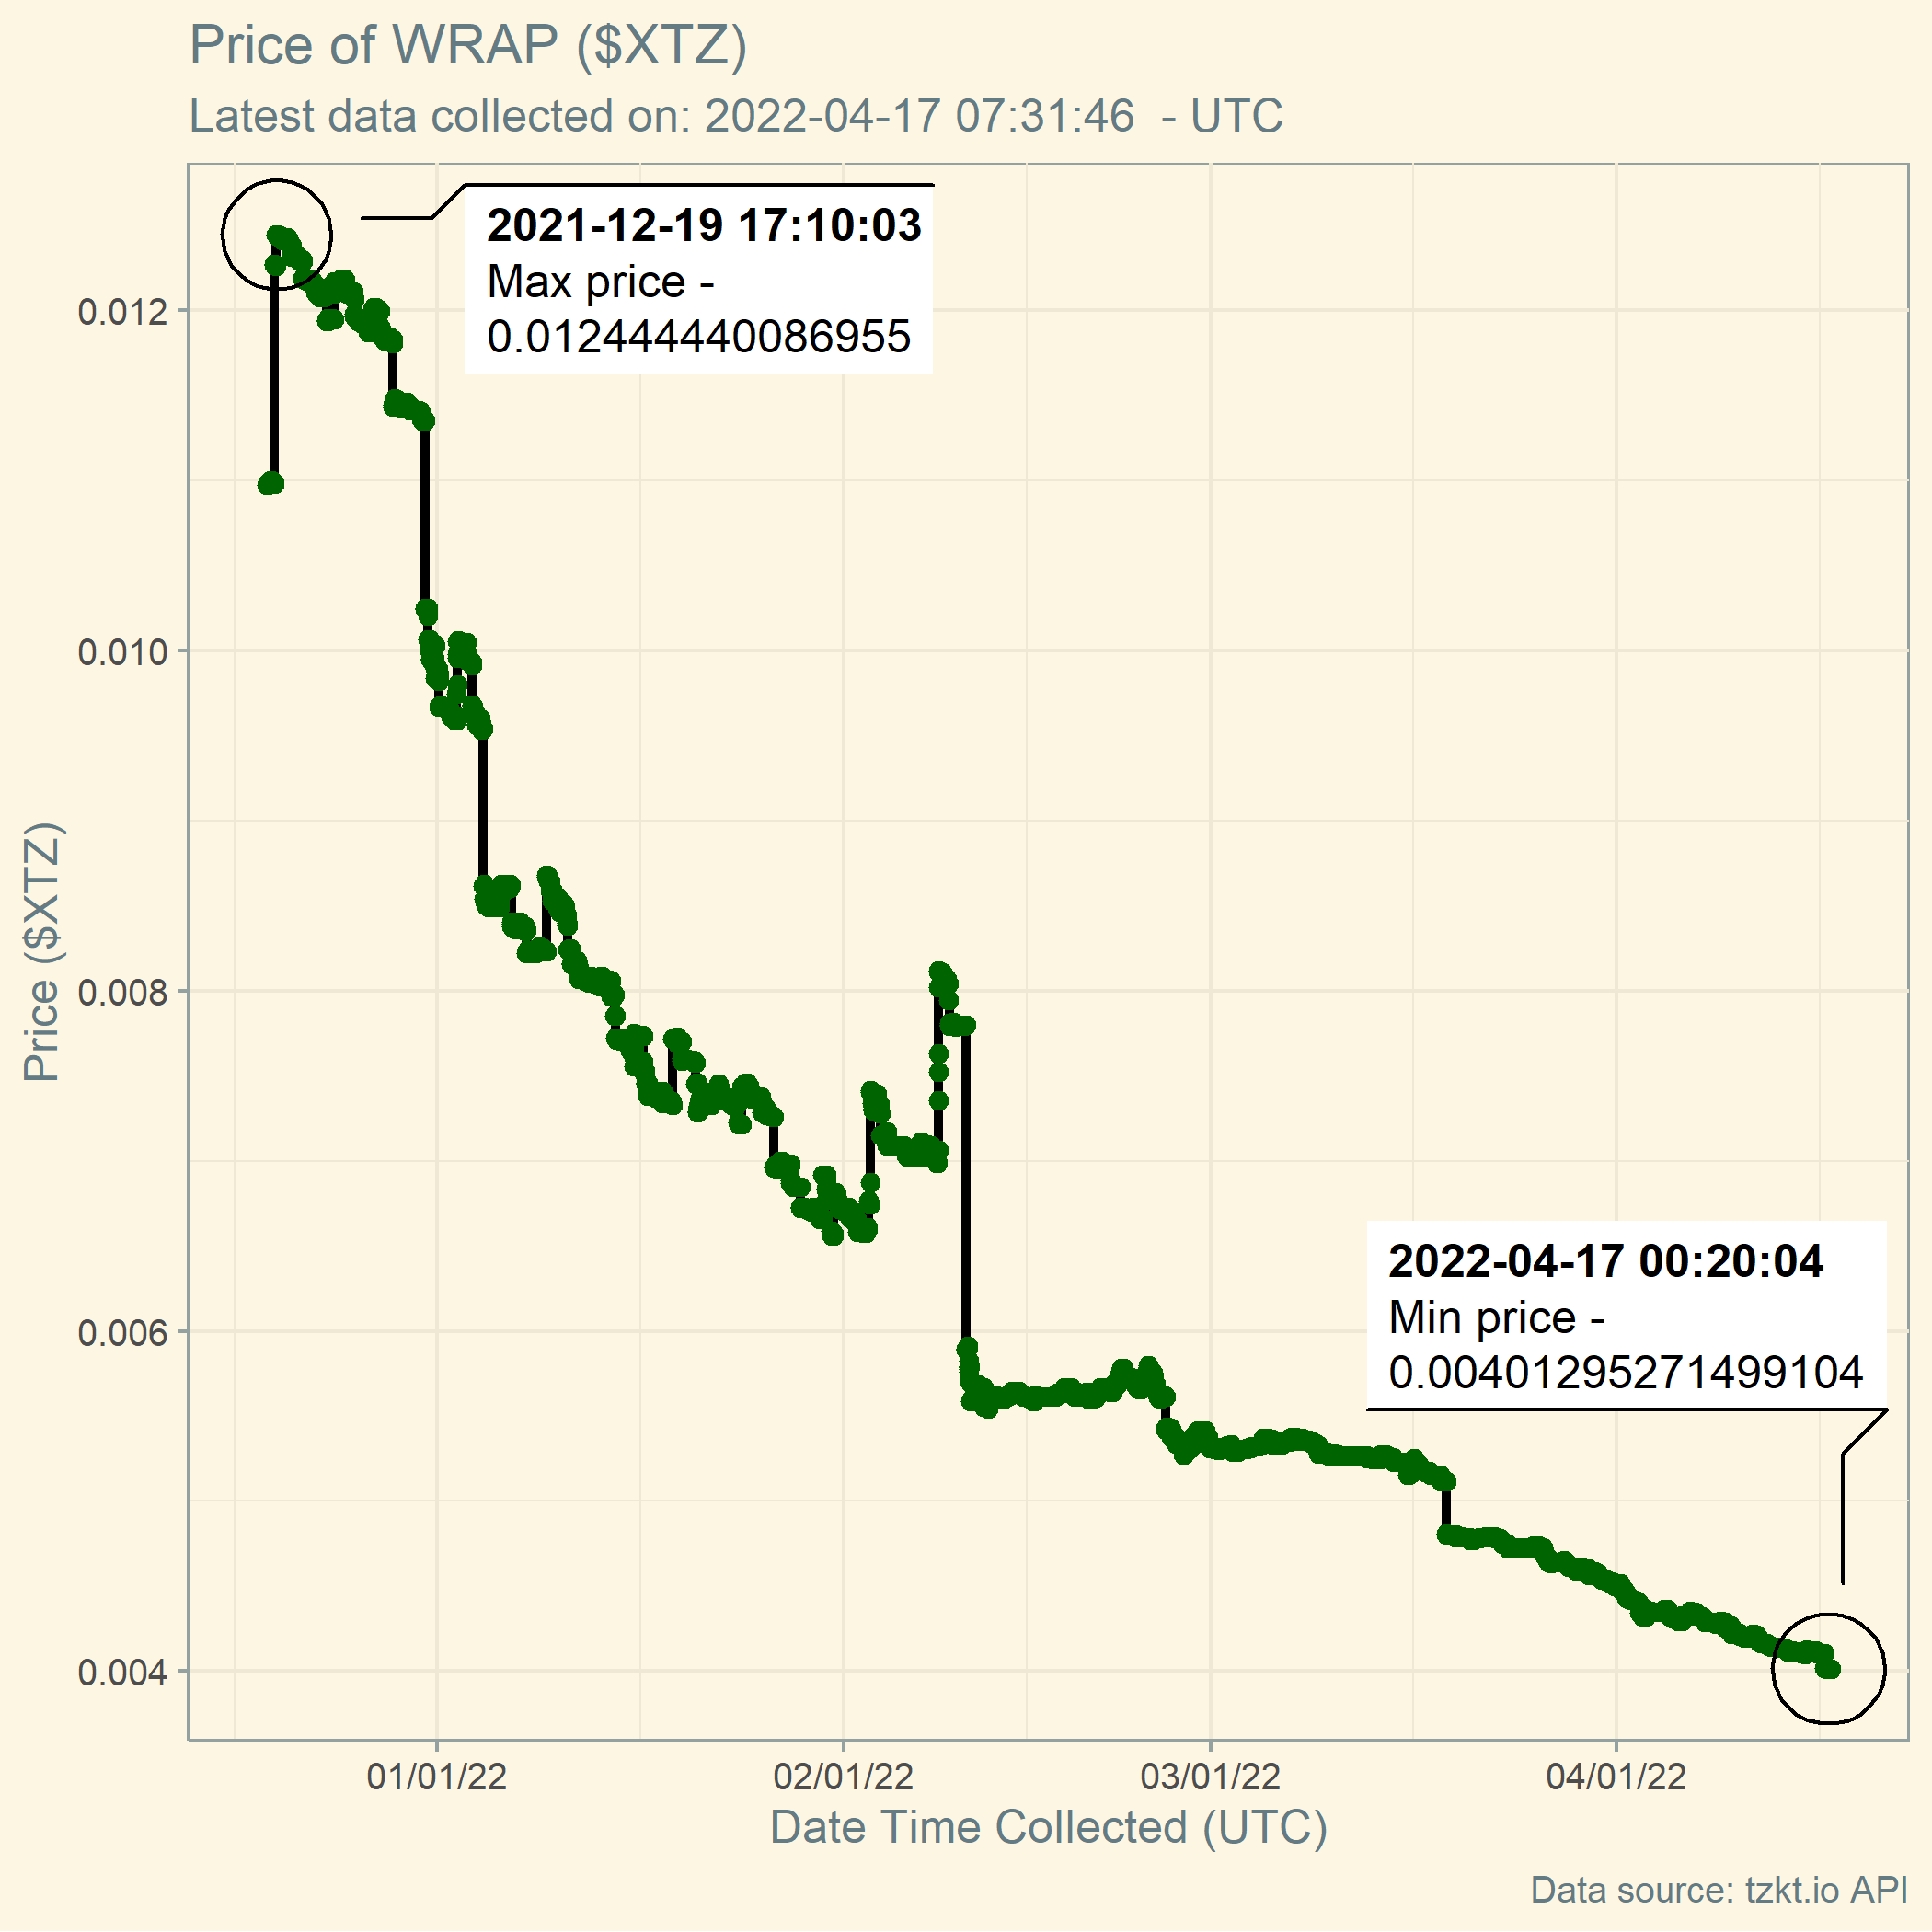 Price of WRAP ($XTZ)
Latest data collected on: 2022-04-17 07:31:46 - UTC
2021-12-19 17:10:03
Max price -
0.0124444440086955
0.012
0.010
0.008
0.006
0.004
Price ($XTZ)
2022-04-17 00:20:04
Min price -
0.00401295271499104
01/01/22
02/01/22
03/01/22
04/01/22
Date Time Collected (UTC)
Data source: tzkt.io API